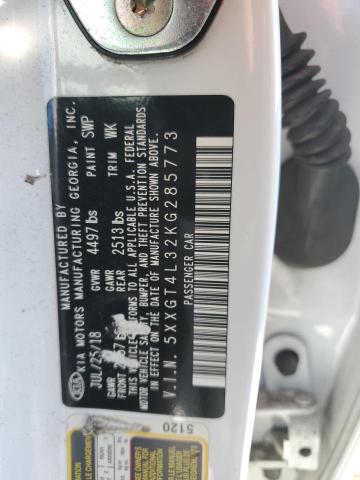 MANUFACTURED BY
KIA MOTORS MANUFACTURING GEORGIA, INC.
KIA
JUL/25/18
GVWR 4497 lbs
PAINT SWP
GAWR FRONT
GAWR REAR 2513 lbs
TRIM WK
THIS VEHICLE CONFORMS TO ALL APPLICABLE U.S.A. FEDERAL
MOTOR VEHICLE SAFETY, BUMPER, AND THEFT PREVENTION STANDARDS
IN EFFECT ON THE DATE OF MANUFACTURE SHOWN ABOVE.
V.I.N. 5XXGT4L32KG285773
PASSENGER CAR
5120